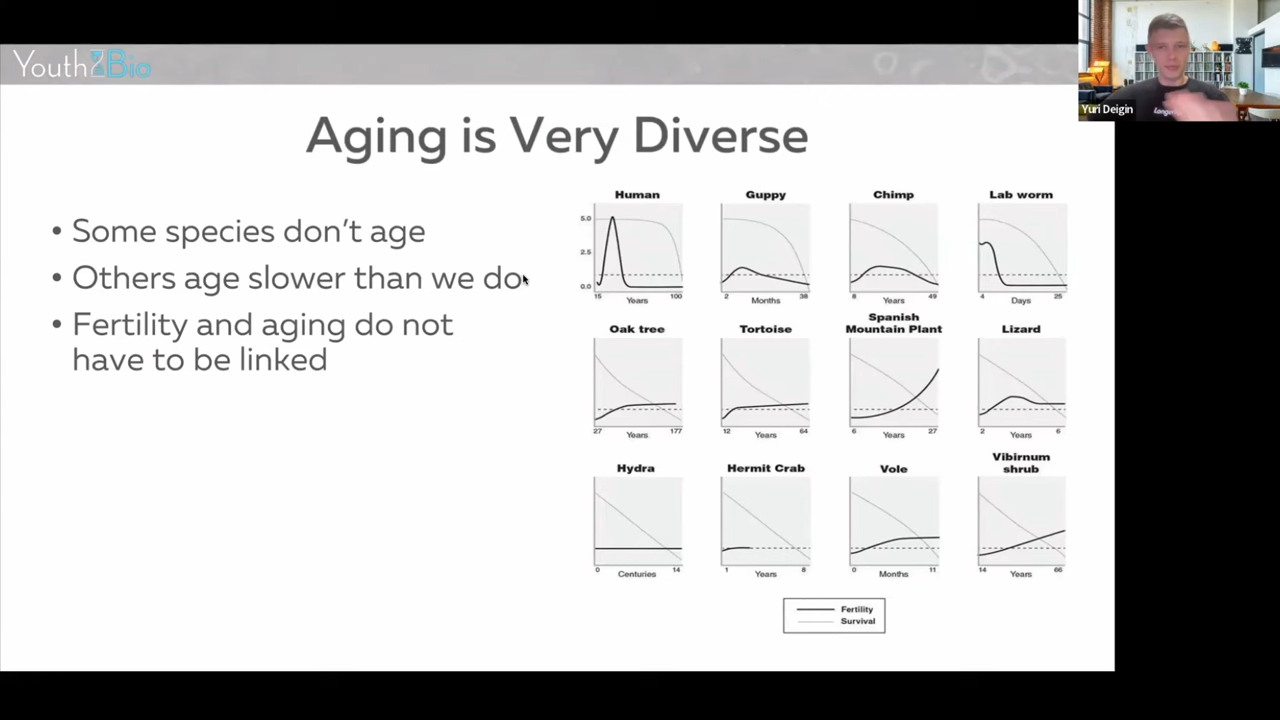 Youth Bio
Yuri Deigin
Aging is Very Diverse
• Some species don't age
• Others age slower than we do
• Fertility and aging do not
have to be linked
Human
Guppy
Chimp
Lab worm
5.0
2.5
0.0
15 Years 100
2 Months 38
8 Years 49
4 Days 25
Oak tree
Tortoise
Spanish
Mountain Plant
Lizard
27 Years 177
12 Years 64
6 Years 27
2 Years 6
Hydra
Hermit Crab
Vole
Vibirnum
shrub
0 Centuries 14
1 Years 8
0 Months 11
14 Years 66
Fertility
Survival